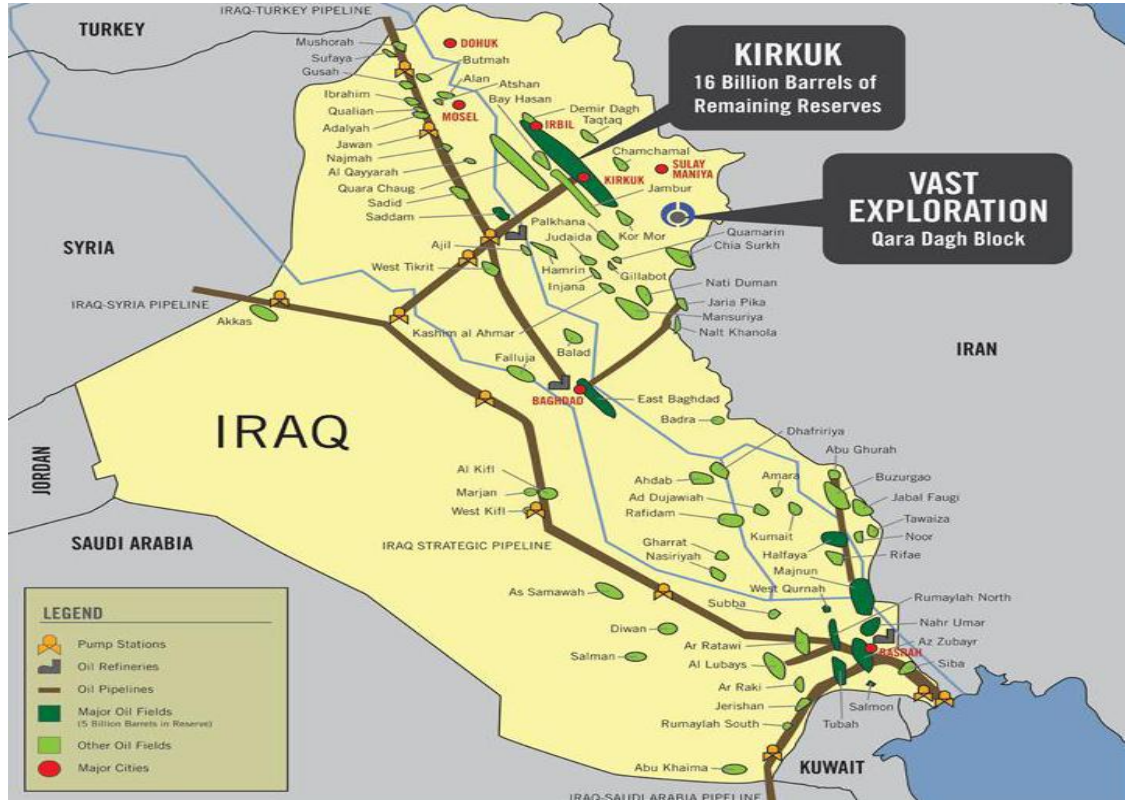 IRAQ-TURKEY PIPELINE
TURKEY
Mushorah
DOHUK
Sufaya
Butmah
Gusah
Alan
Atshan
Ibrahim
Bay Hasan
Qualian
MOSEL
Demir Dagh
Adalyah
IRBIL
Taqtaq
Jawan
Najmah
Chamchamal
Al Qayyarah
SULAY
MANIYA
Quara Chaug
KIRKUK
Jambur
Sadid
Saddam
Palkhana
Kor Mor
Quamarin
Judaida
Chia Surkh
Ajil
Hamrin
Gillabot
West Tikrit
Injana
Nati Duman
Jaria Pika
Mansuriya
Kashim al Ahmar
Nalt Khanola
KIRKUK
16 Billion Barrels of
Remaining Reserves
VAST
EXPLORATION
Qara Dagh Block
SYRIA
IRAQ-SYRIA PIPELINE
Akkas
IRAN
Falluja
Balad
BAGHDAD
East Baghdad
Badra
IRAQ
JORDAN
Dhafririya
Abu Ghurah
Al Kifl
Ahdab
Amara
Buzurgao
Marjan
Ad Dujawiah
Jabal Faugi
West Kifl
Rafidam
Tawaiza
Kumait
Noor
SAUDI ARABIA
IRAQ STRATEGIC PIPELINE
Gharrat
Halfaya
Rifae
Nasiriyah
Majnun
As Samawah
West Qurnah
Rumaylah North
Subba
Nahr Umar
Diwan
Ar Ratawi
Az Zubayr
BASRAH
Salman
Al Lubays
Siba
Ar Raki
Salmon
Jerishan
Tubah
Rumaylah South
Abu Khaima
KUWAIT
IRAQ-SAUDI ARABIA PIPELINE
LEGEND
Pump Stations
Oil Refineries
Oil Pipelines
Major Oil Fields
(5 Billion Barrels in Reserve)
Other Oil Fields
Major Cities